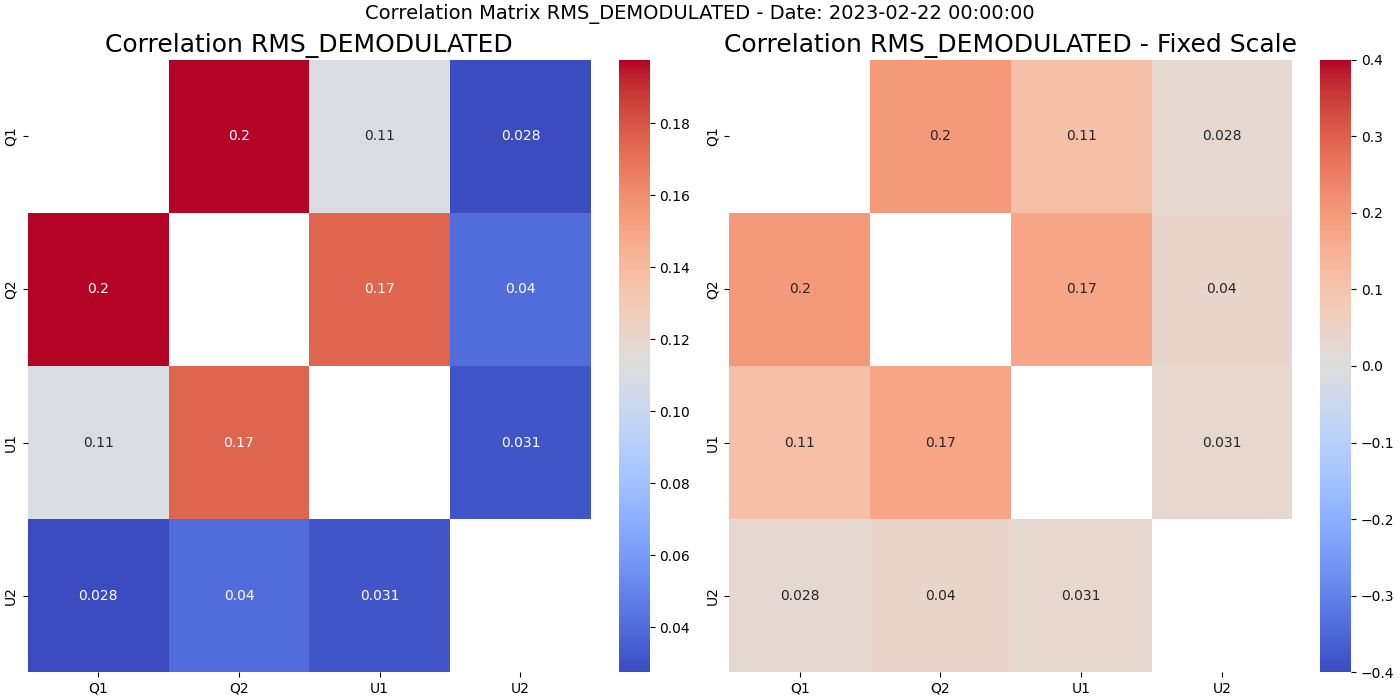 Correlation Matrix RMS_DEMODULATED - Date: 2023-02-22 00:00:00
Correlation RMS_DEMODULATED
Q1
0.2
0.11
0.028
Q2
0.2
0.17
0.04
U1
0.11
0.17
0.031
U2
0.028
0.04
0.031
Q1
Q2
U1
U2
0.18
0.16
0.14
0.12
0.10
0.08
0.06
0.04
Correlation RMS_DEMODULATED - Fixed Scale
Q1
0.2
0.11
0.028
Q2
0.2
0.17
0.04
U1
0.11
0.17
0.031
U2
0.028
0.04
0.031
Q1
Q2
U1
U2
0.4
0.3
0.2
0.1
0.0
−0.1
−0.2
−0.3
−0.4